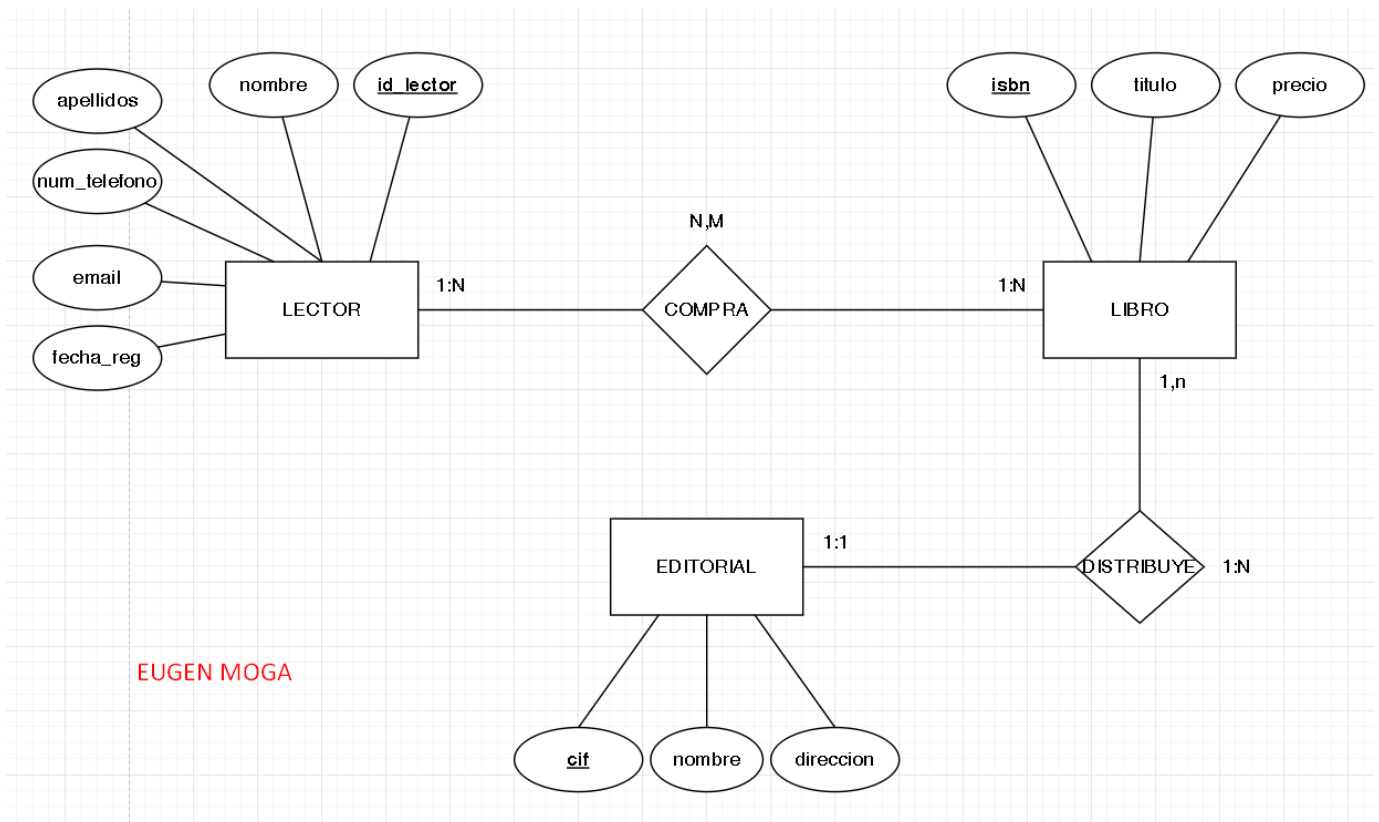 nombre
id_lector
isbn
titulo
precio
apellidos
num_telefono
N,M
email
1:N
1:N
LECTOR
COMPRA
LIBRO
fecha_reg
1,n
1:1
EDITORIAL
DISTRIBUYE
1:N
EUGEN MOGA
cif
nombre
direccion